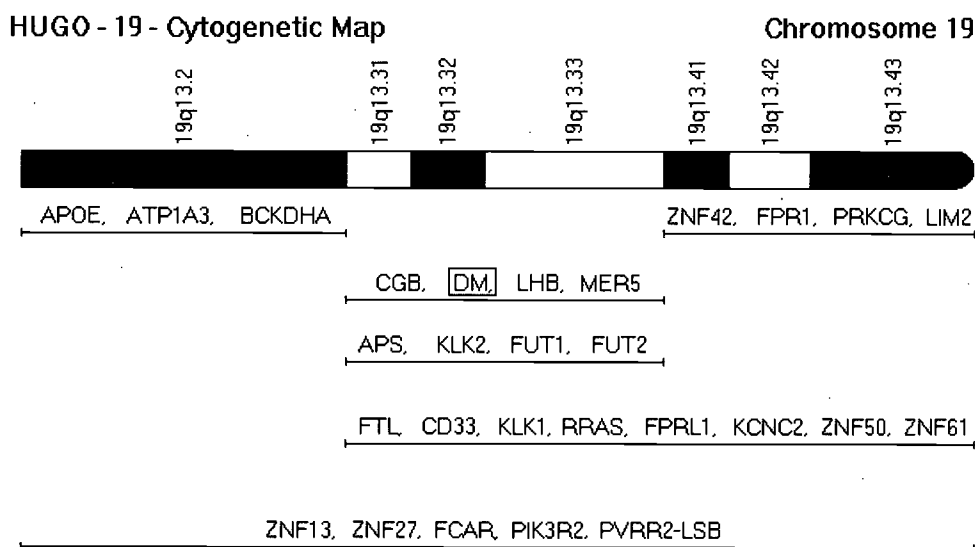 HUGO - 19 - Cytogenetic Map Chromosome 19
19q13.2 19q13.31 19q13.32 19q13.33 19q13.41 19q13.42 19q13.43
APOE, ATP1A3, BCKDHA ZNF42, FPR1, PRKCG, LIM2
CGB, DM, LHB, MER5
APS, KLK2, FUT1, FUT2
FTL, CD33, KLK1, RRAS, FPRL1, KCNC2, ZNF50, ZNF61
ZNF13, ZNF27, FCAR, PIK3R2, PVRR2-LSB